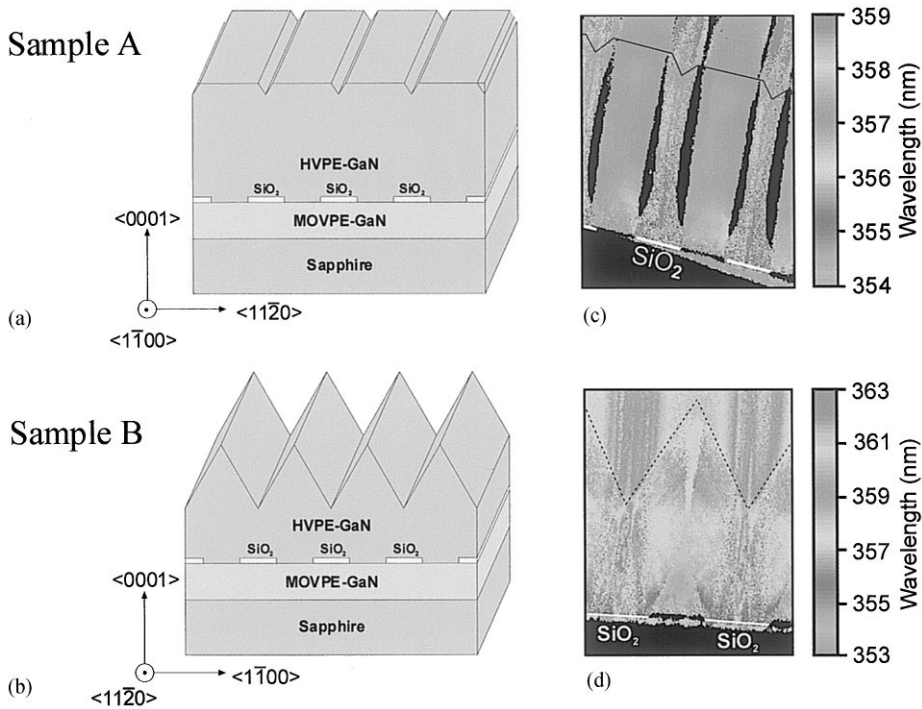 Sample A
HVPE-GaN
SiO₂ SiO₂ SiO₂
MOVPE-GaN
Sapphire
<0001>
<112̄0>
<11̄00>
(a)
SiO₂
(c)
359
358
357
356
355
354
Wavelength (nm)
Sample B
HVPE-GaN
SiO₂ SiO₂ SiO₂
MOVPE-GaN
Sapphire
<0001>
<11̄00>
<112̄0>
(b)
SiO₂ SiO₂
(d)
363
361
359
357
355
353
Wavelength (nm)